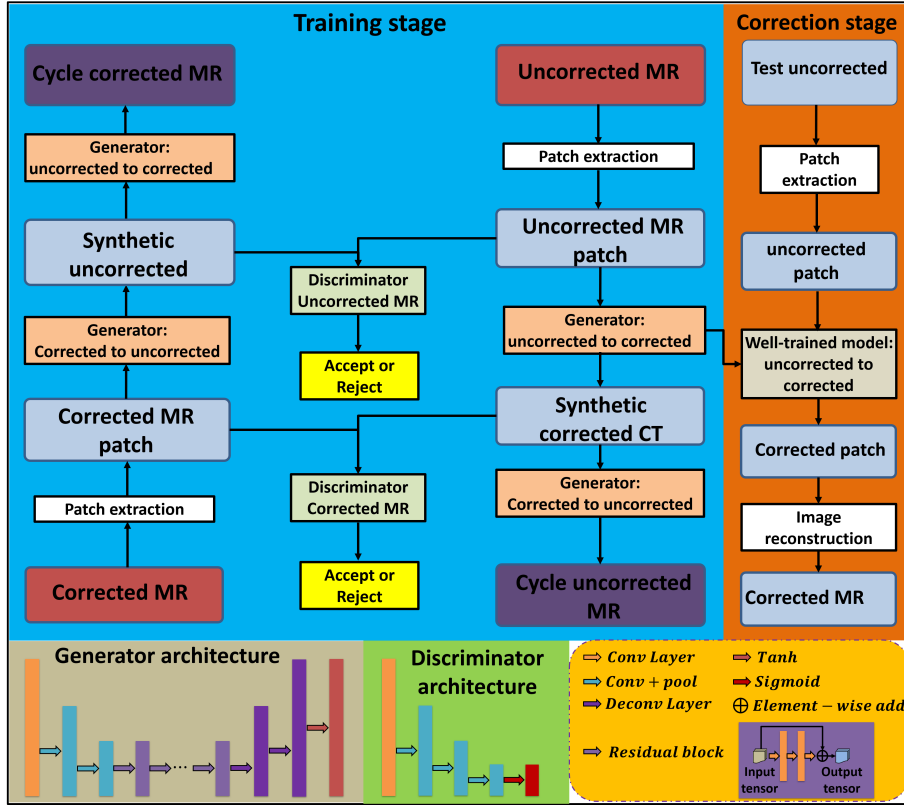 Training stage
Correction stage
Cycle corrected MR
Generator:
uncorrected to corrected
Synthetic
uncorrected
Generator:
Corrected to uncorrected
Corrected MR
patch
Patch extraction
Corrected MR
Discriminator
Uncorrected MR
Accept or
Reject
Discriminator
Corrected MR
Accept or
Reject
Uncorrected MR
Patch extraction
Uncorrected MR
patch
Generator:
uncorrected to corrected
Synthetic
corrected CT
Generator:
Corrected to uncorrected
Cycle uncorrected
MR
Test uncorrected
Patch
extraction
uncorrected
patch
Well-trained model:
uncorrected to
corrected
Corrected patch
Image
reconstruction
Corrected MR
Generator architecture
...
Discriminator
architecture
Conv Layer
Conv + pool
Deconv Layer
Residual block
Tanh
Sigmoid
Element − wise add
Input
tensor
Output
tensor